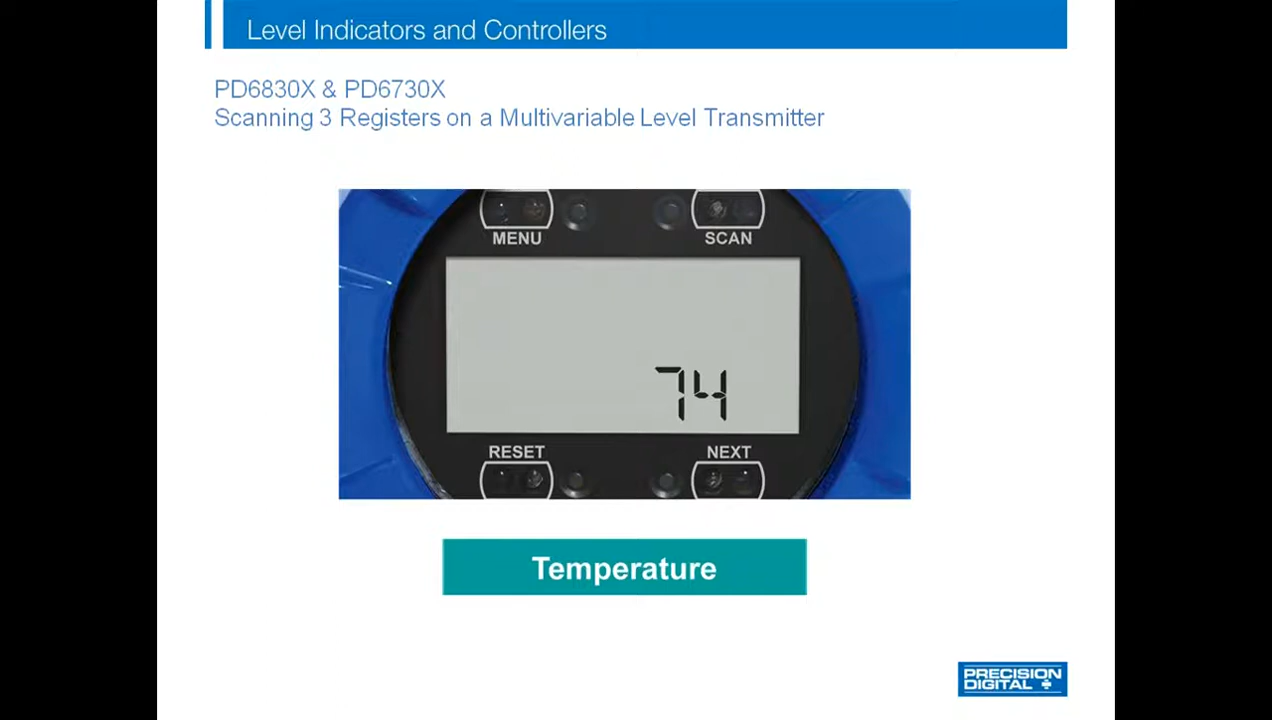 Level Indicators and Controllers
PD6830X & PD6730X
Scanning 3 Registers on a Multivariable Level Transmitter
MENU
SCAN
74
RESET
NEXT
Temperature
PRECISION
DIGITAL